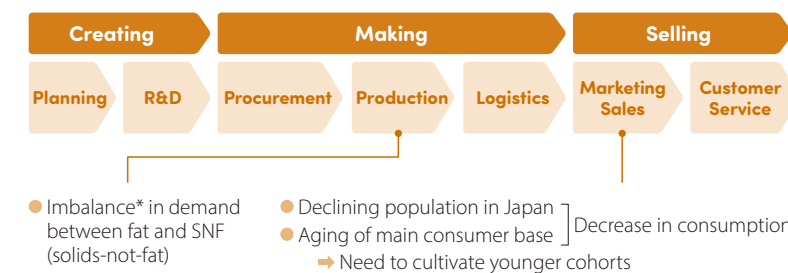 Creating
Making
Selling
Planning
R&D
Procurement
Production
Logistics
Marketing
Sales
Customer
Service
Imbalance* in demand
between fat and SNF
(solids-not-fat)
Declining population in Japan
Aging of main consumer base
Decrease in consumption
➡ Need to cultivate younger cohorts